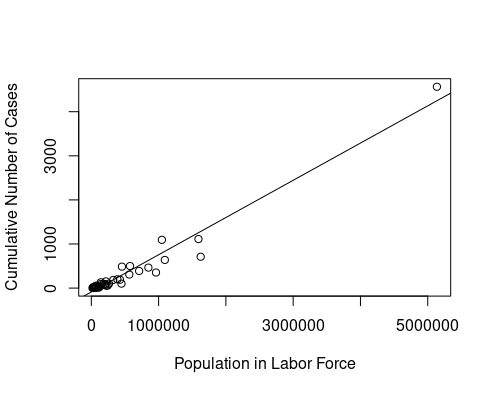 Cumulative Number of Cases
3000
1000
0
0 1000000 3000000 5000000
Population in Labor Force